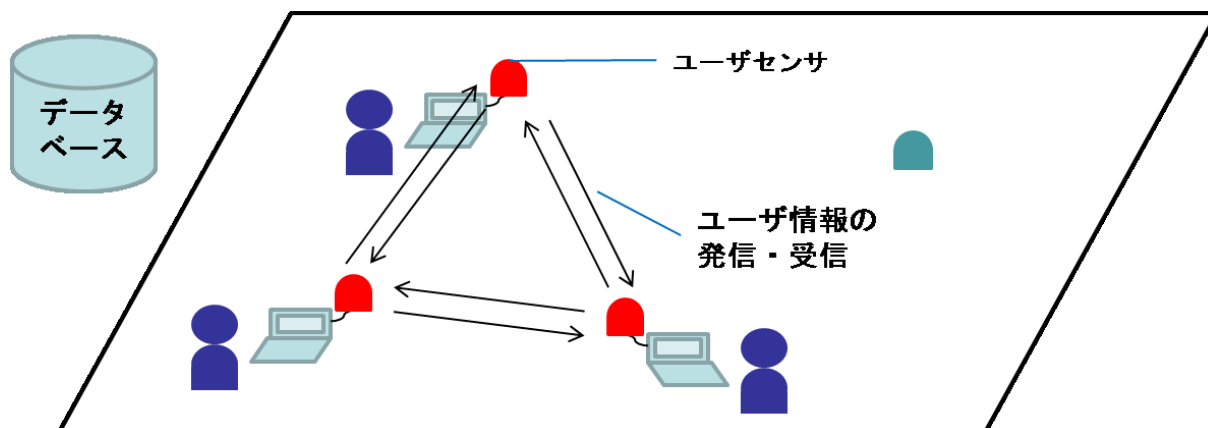 データ
ベース
ユーザセンサ
ユーザ情報の
発信・受信